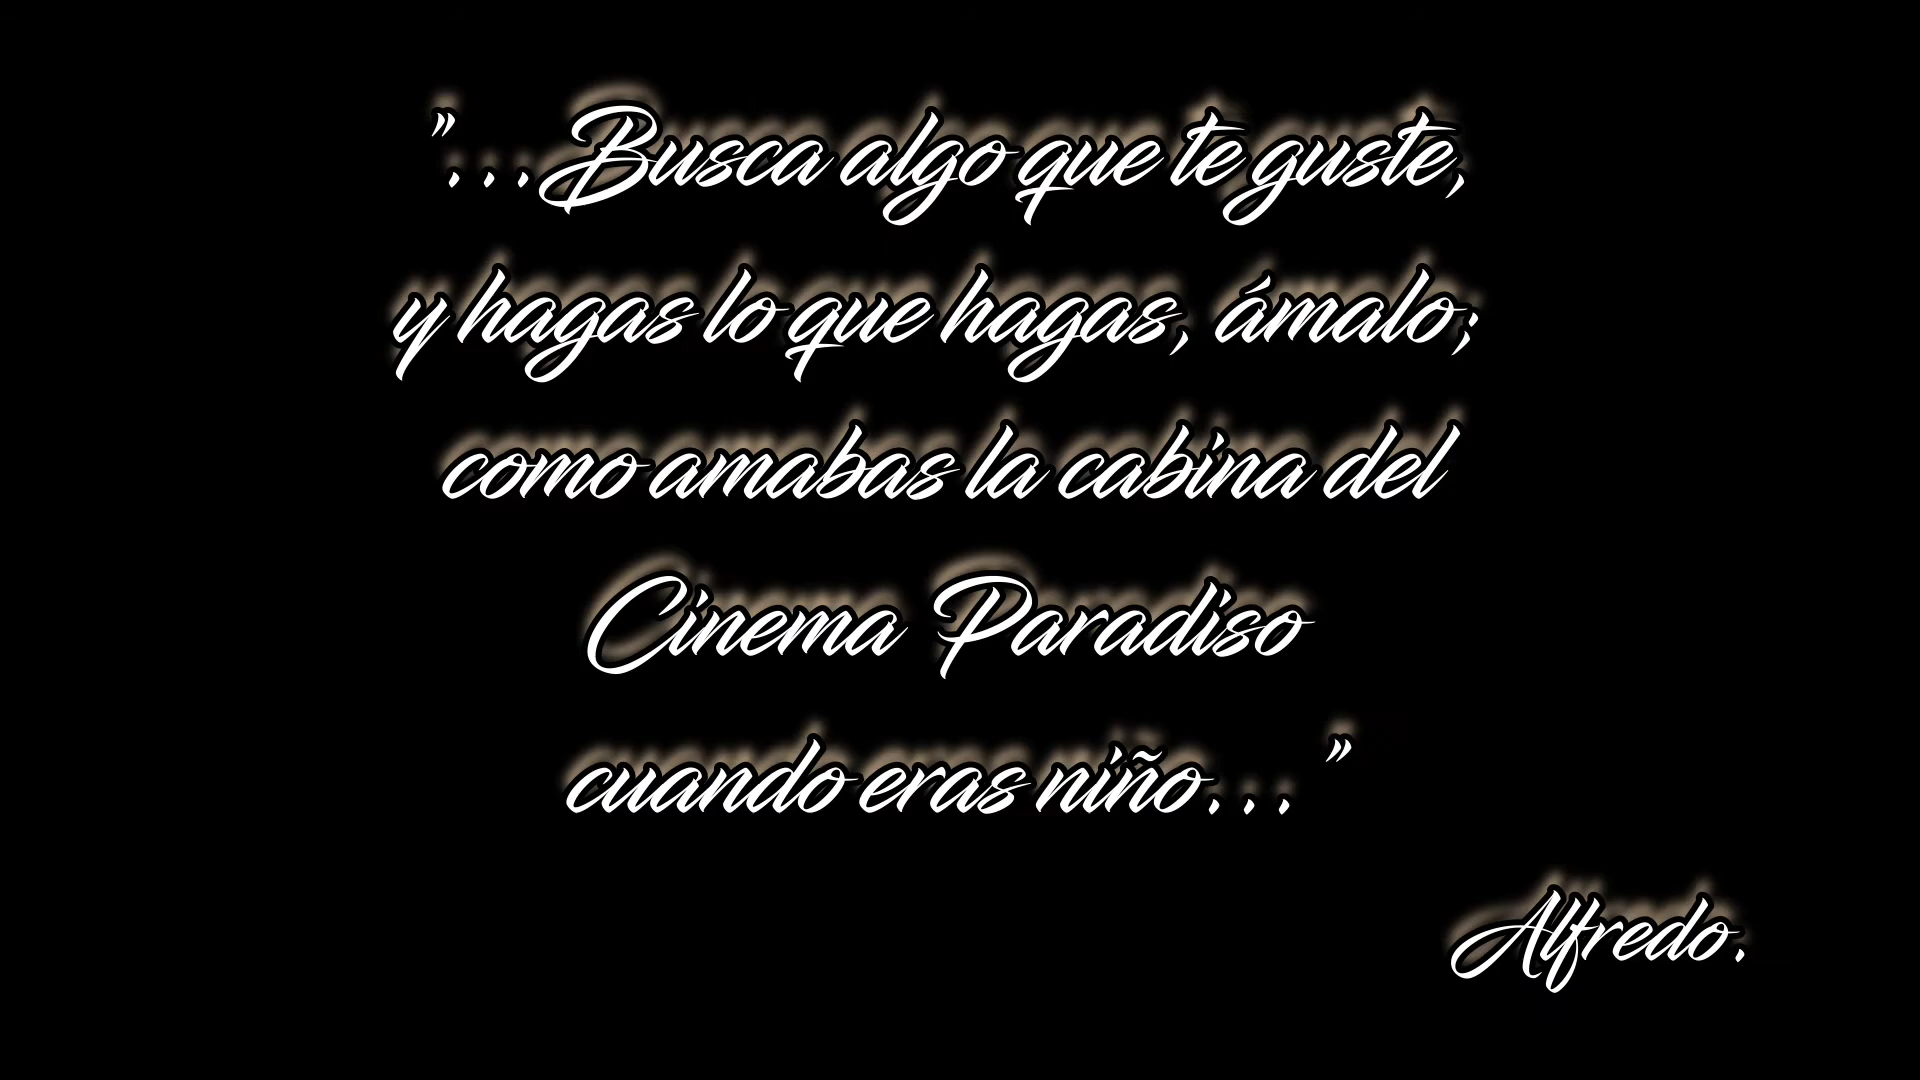 "...Busca algo que te guste,
y hagas lo que hagas, ámalo;
como amabas la cabina del
Cinema Paradiso
cuando eras niño..."
Alfredo.